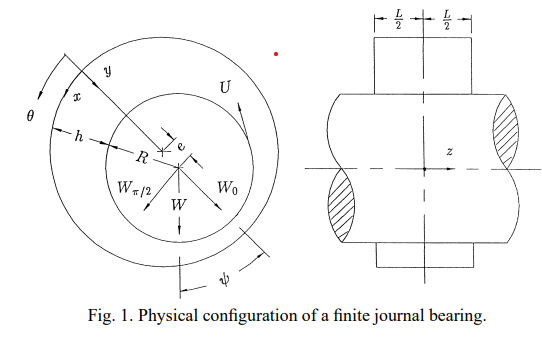 L/2 L/2
y
x
U
θ
h
e
R
z
W_{π/2} W_0
W
ψ
Fig. 1. Physical configuration of a finite journal bearing.